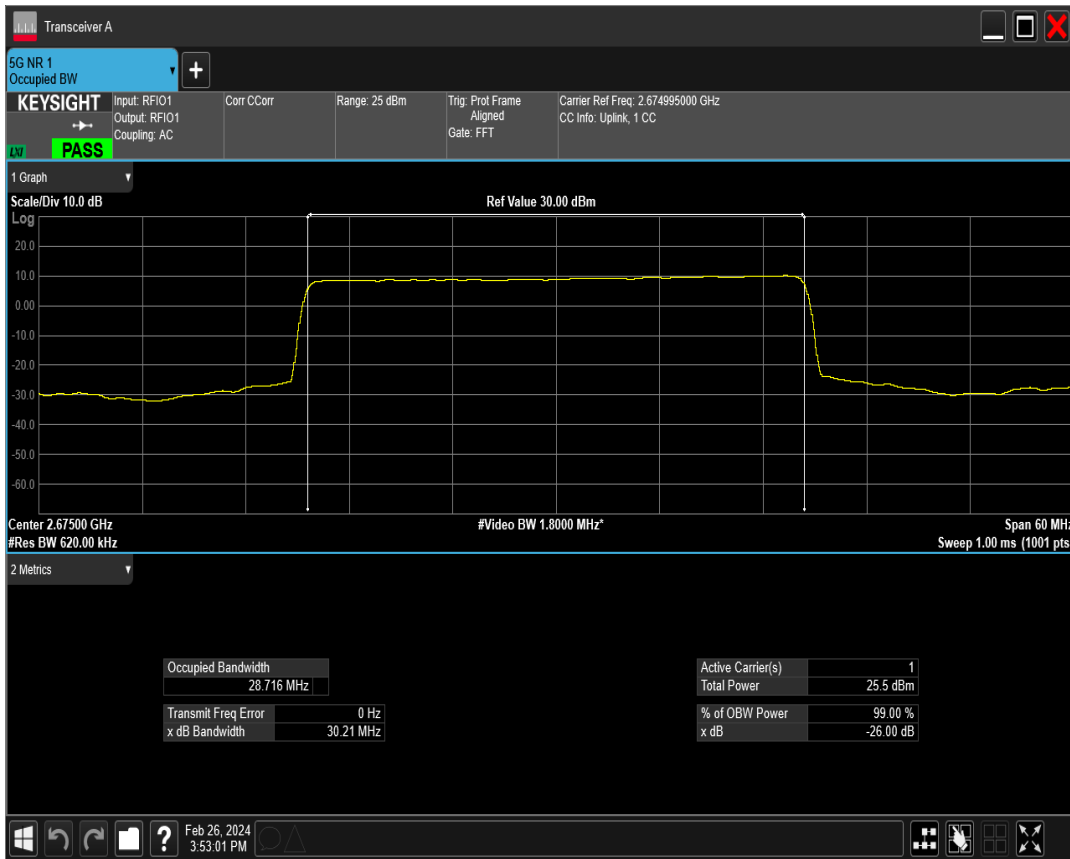 Transceiver A
5G NR 1
Occupied BW
KEYSIGHT
LXI
PASS
Input: RFIO1
Output: RFIO1
Coupling: AC
Corr CCorr
Range: 25 dBm
Trig: Prot Frame
Aligned
Gate: FFT
Carrier Ref Freq: 2.674995000 GHz
CC Info: Uplink, 1 CC
1 Graph
Scale/Div 10.0 dB
Ref Value 30.00 dBm
Log
20.0
10.0
0.00
-10.0
-20.0
-30.0
-40.0
-50.0
-60.0
Center 2.67500 GHz
#Video BW 1.8000 MHz*
Span 60 MHz
#Res BW 620.00 kHz
Sweep 1.00 ms (1001 pts
2 Metrics
Occupied Bandwidth
28.716 MHz
Transmit Freq Error 0 Hz
x dB Bandwidth 30.21 MHz
Active Carrier(s) 1
Total Power 25.5 dBm
% of OBW Power 99.00 %
x dB -26.00 dB
?
Feb 26, 2024
3:53:01 PM